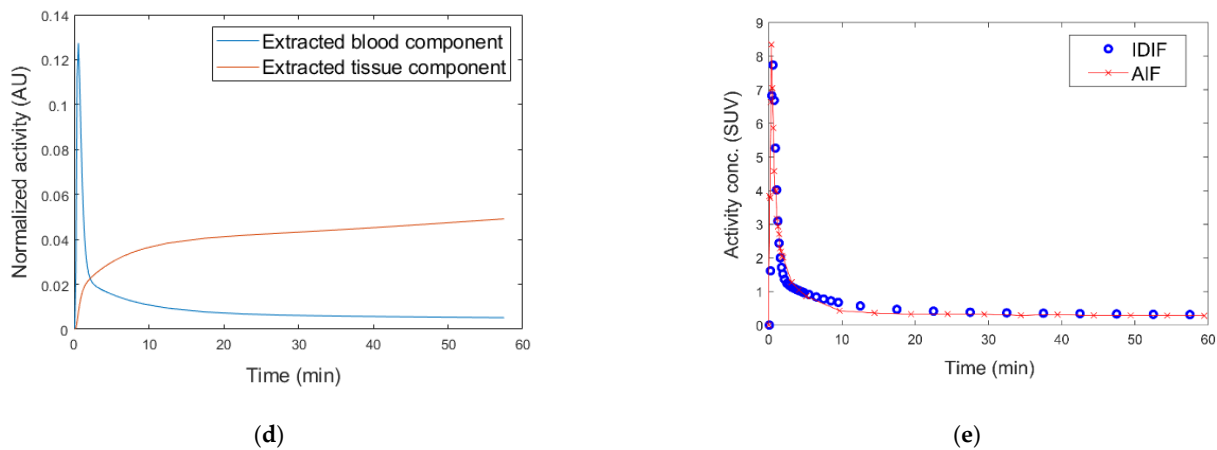 0.14
0.12
0.1
0.08
0.06
0.04
0.02
0
Normalized activity (AU)
Extracted blood component
Extracted tissue component
0 10 20 30 40 50 60
Time (min)
(d)
9
8
7
6
5
4
3
2
1
0
Activity conc. (SUV)
IDIF
AIF
0 10 20 30 40 50 60
Time (min)
(e)